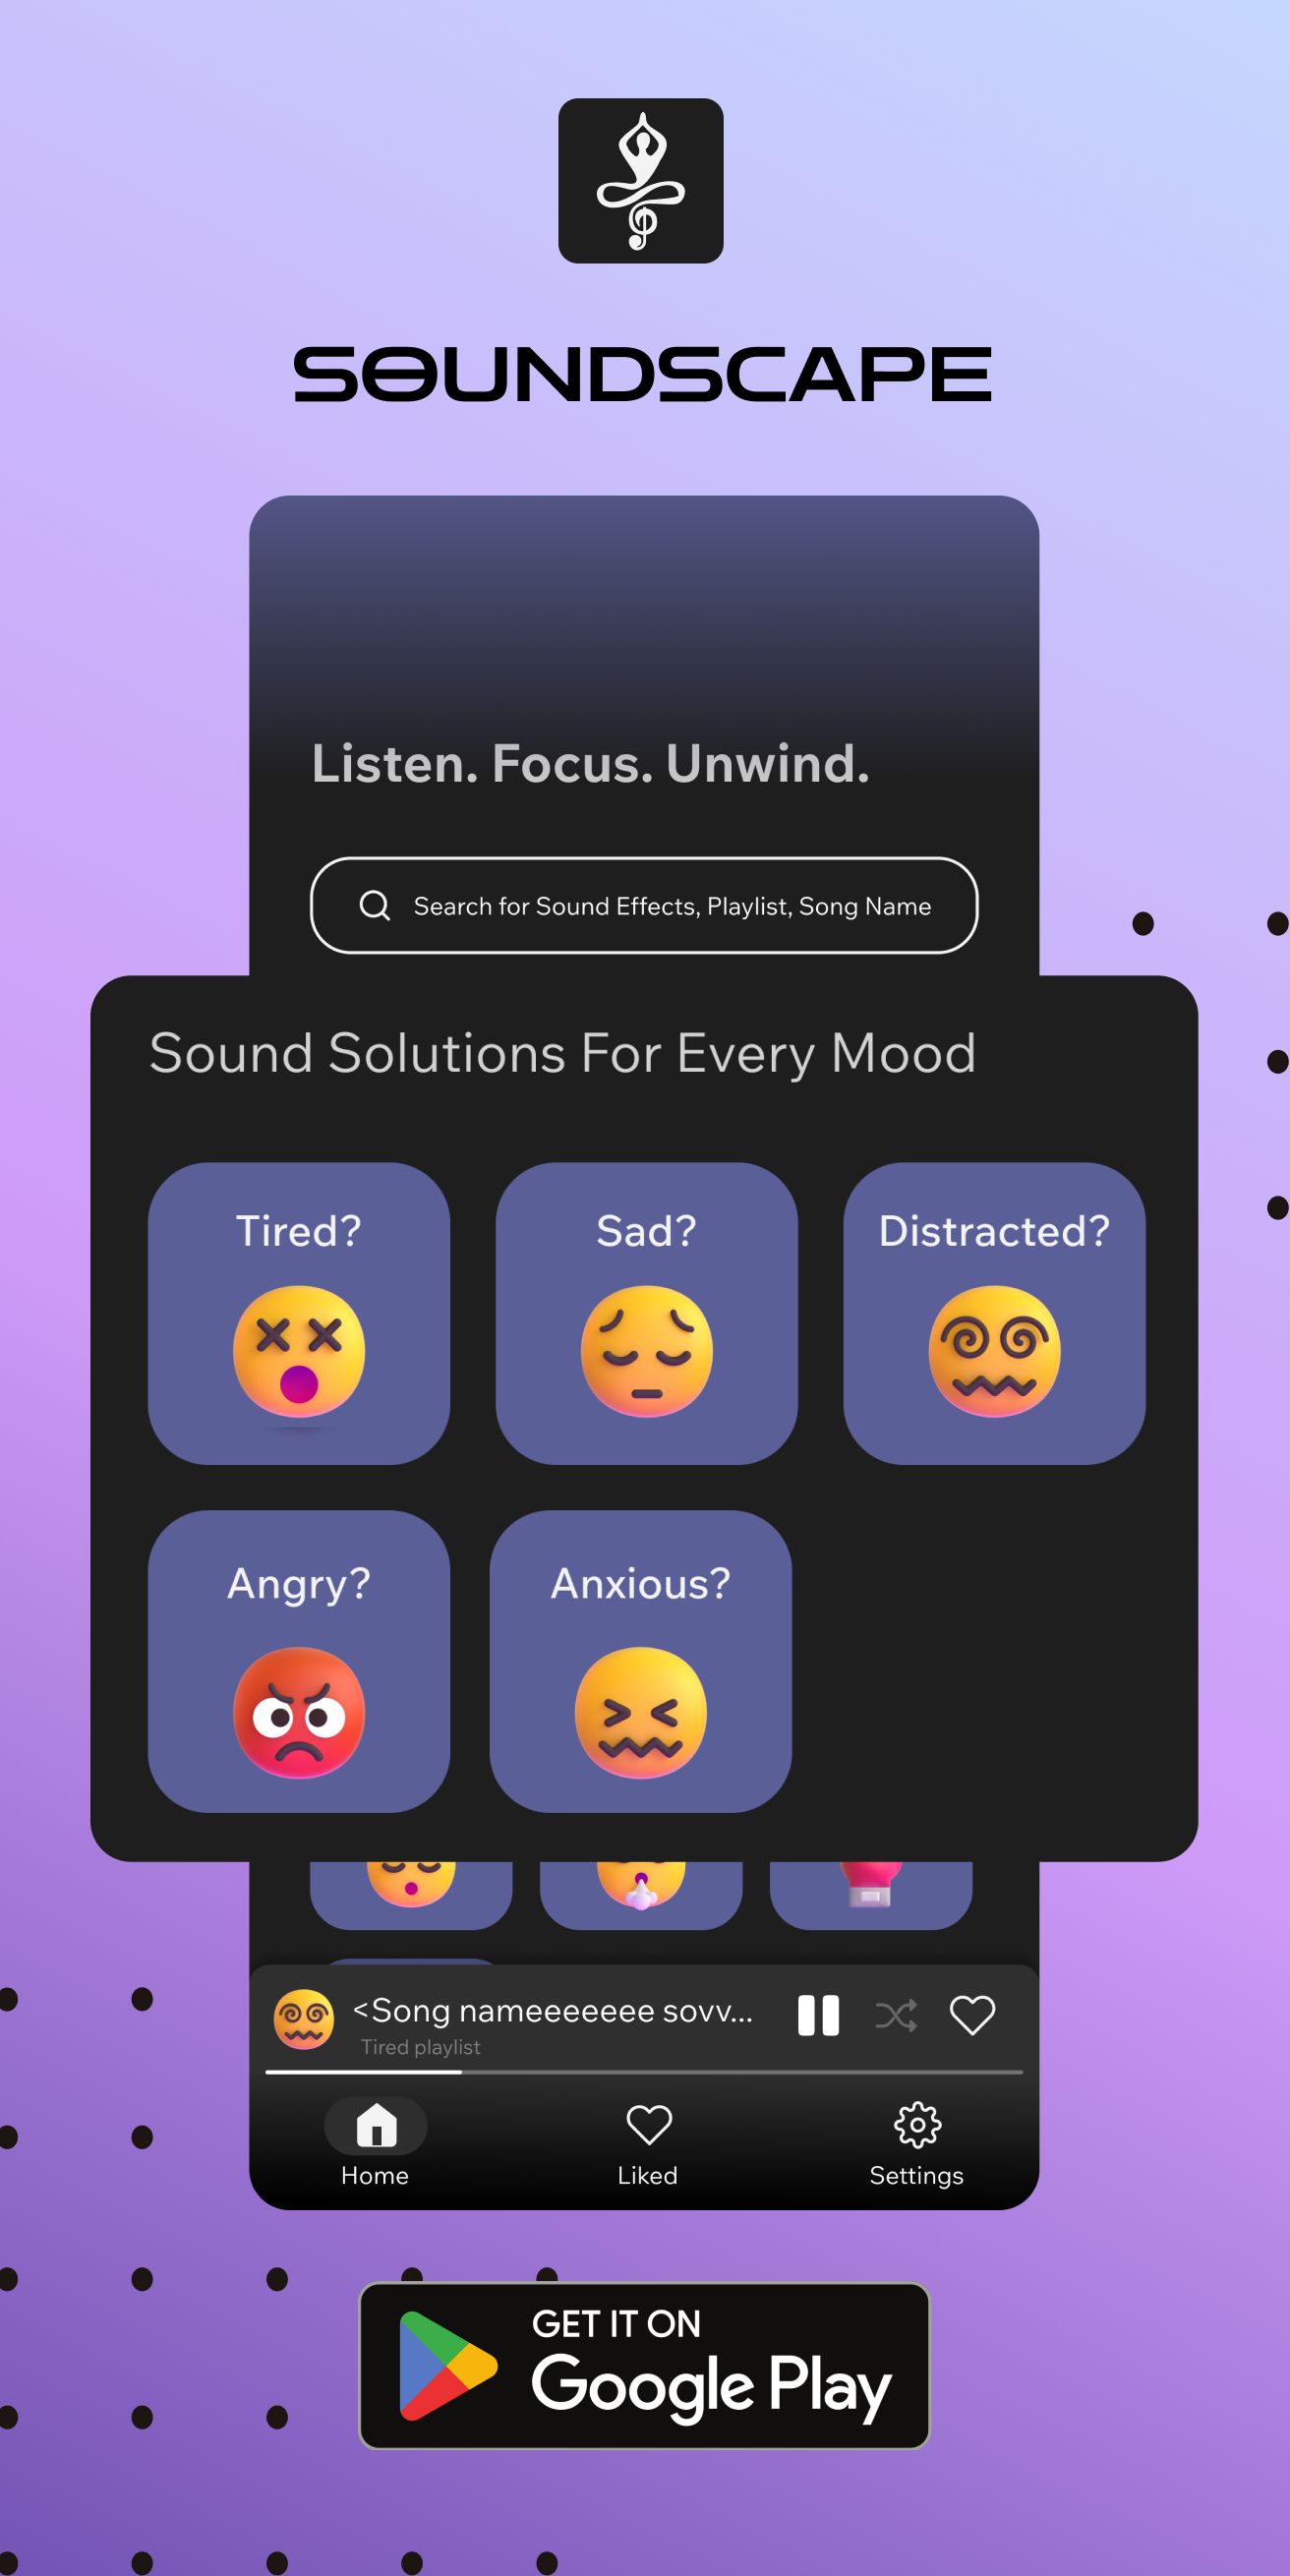 SOUNDSCAPE
Listen. Focus. Unwind.
Search for Sound Effects, Playlist, Song Name
Sound Solutions For Every Mood
Tired?
Sad?
Distracted?
Angry?
Anxious?
<Song nameeeeeee sovv...
Tired playlist
Home
Liked
Settings
GET IT ON
Google Play